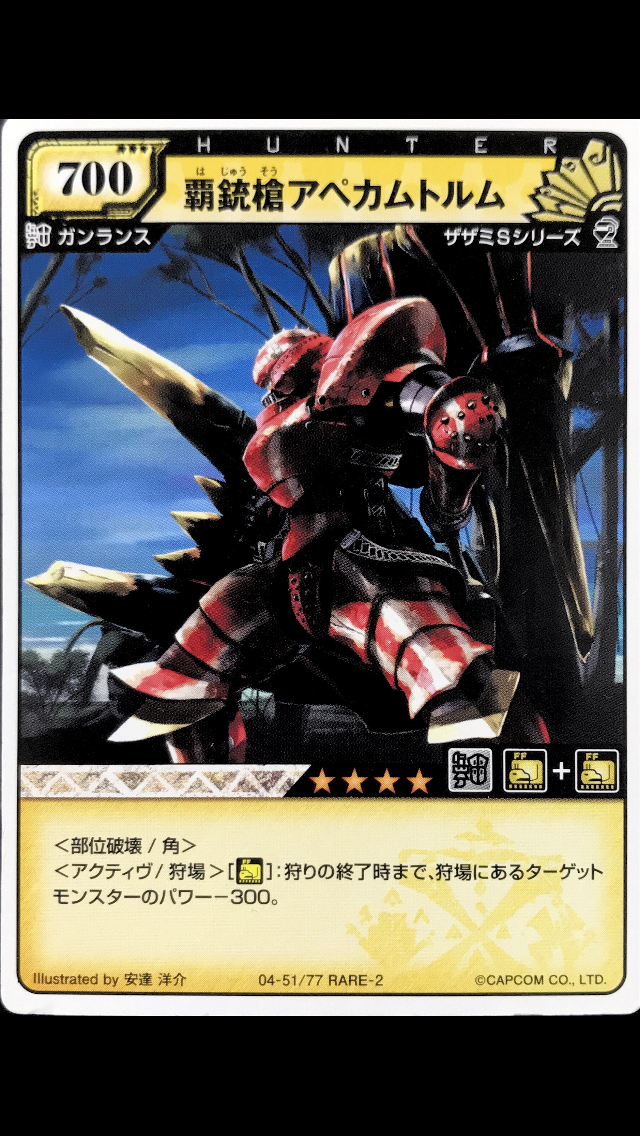 HUNTER
700
は じゅう そう
覇銃槍アペカムトルム
ガンランス
ザザミSシリーズ
FF + FF
<部位破壊 / 角>
<アクティヴ / 狩場>[ ]:狩りの終了時まで、狩場にあるターゲット
モンスターのパワー−300。
Illustrated by 安達 洋介
04-51/77 RARE-2
©CAPCOM CO., LTD.